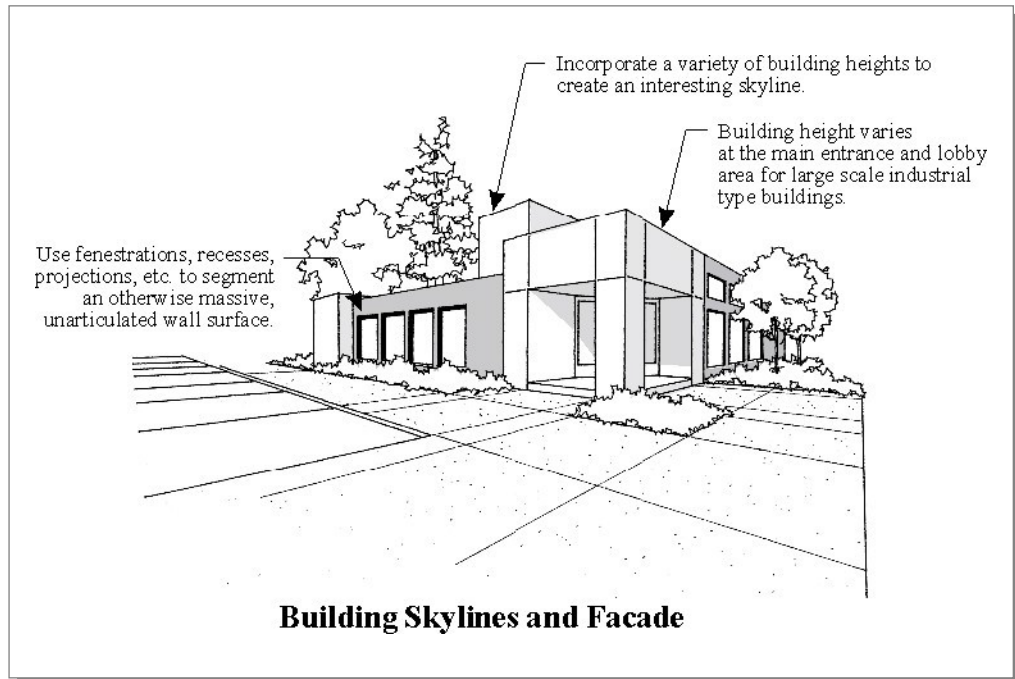 Incorporate a variety of building heights to
create an interesting skyline.
Building height varies
at the main entrance and lobby
area for large scale industrial
type buildings.
Use fenestrations, recesses,
projections, etc. to segment
an otherwise massive,
unarticulated wall surface.
Building Skylines and Facade